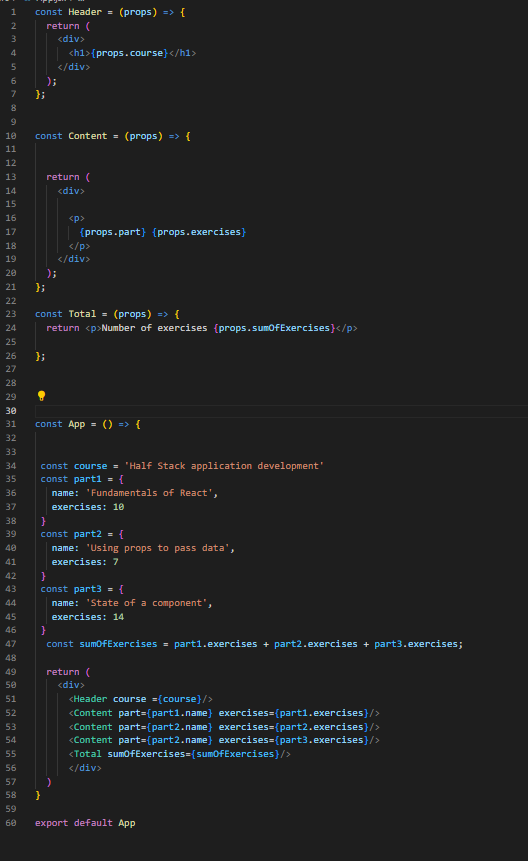 1 const Header = (props) => {
2 return (
3 <div>
4 <h1>{props.course}</h1>
5 </div>
6 );
7 };
8
9
10 const Content = (props) => {
11
12
13 return (
14 <div>
15
16 <p>
17 {props.part} {props.exercises}
18 </p>
19 </div>
20 );
21 };
22
23 const Total = (props) => {
24 return <p>Number of exercises {props.sumOfExercises}</p>
25
26 };
27
28
29
30
31 const App = () => {
32
33
34 const course = 'Half Stack application development'
35 const part1 = {
36 name: 'Fundamentals of React',
37 exercises: 10
38 }
39 const part2 = {
40 name: 'Using props to pass data',
41 exercises: 7
42 }
43 const part3 = {
44 name: 'State of a component',
45 exercises: 14
46 }
47 const sumOfExercises = part1.exercises + part2.exercises + part3.exercises;
48
49 return (
50 <div>
51 <Header course ={course}/>
52 <Content part={part1.name} exercises={part1.exercises}/>
53 <Content part={part2.name} exercises={part2.exercises}/>
54 <Content part={part2.name} exercises={part3.exercises}/>
55 <Total sumOfExercises={sumOfExercises}/>
56 </div>
57 )
58 }
59
60 export default App